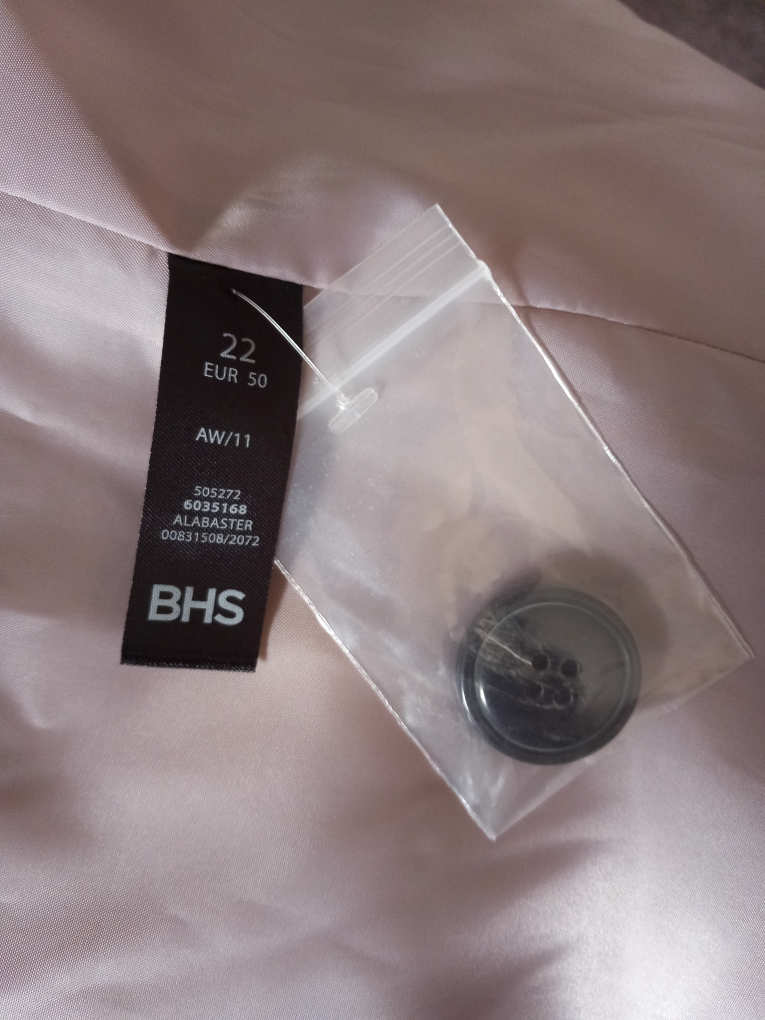 22
EUR 50
AW/11
505272
6035168
ALABASTER
00831508/2072
BHS